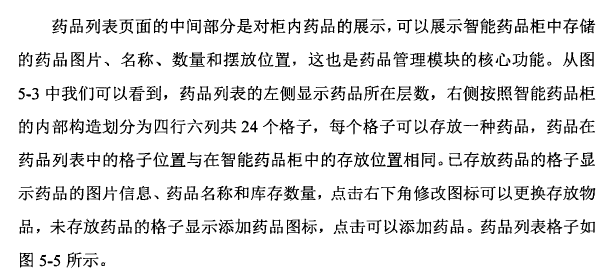 药品列表页面的中间部分是对柜内药品的展示，可以展示智能药品柜中存储
的药品图片、名称、数量和摆放位置，这也是药品管理模块的核心功能。从图
5-3 中我们可以看到，药品列表的左侧显示药品所在层数，右侧按照智能药品柜
的内部构造划分为四行六列共 24 个格子，每个格子可以存放一种药品，药品在
药品列表中的格子位置与在智能药品柜中的存放位置相同。已存放药品的格子显
示药品的图片信息、药品名称和库存数量，点击右下角修改图标可以更换存放物
品，未存放药品的格子显示添加药品图标，点击可以添加药品。药品列表格子如
图 5-5 所示。